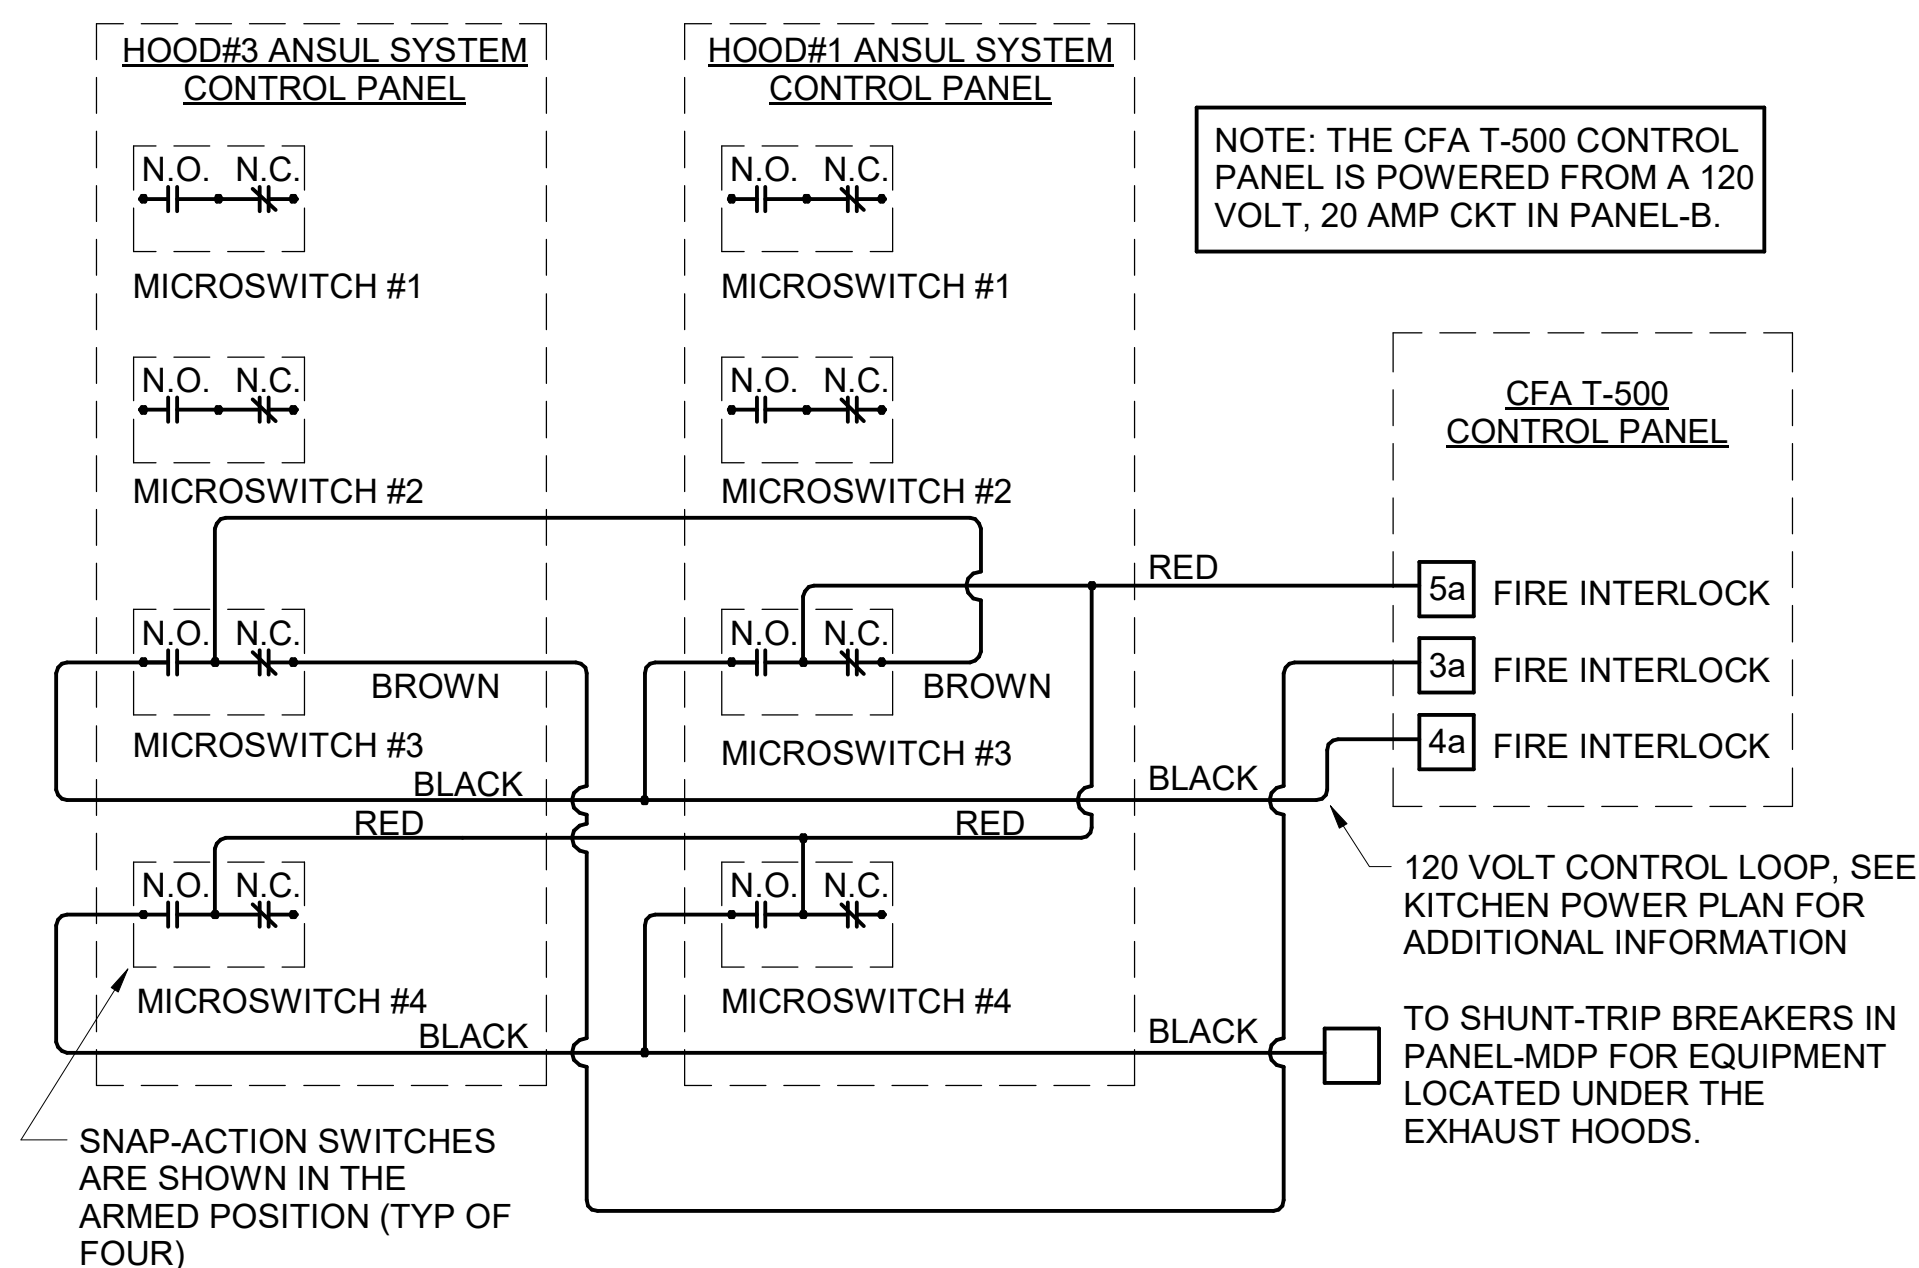 HOOD#3 ANSUL SYSTEM
CONTROL PANEL
N.O. N.C.
MICROSWITCH #1
N.O. N.C.
MICROSWITCH #2
N.O. N.C.
BROWN
MICROSWITCH #3
BLACK
RED
N.O. N.C.
MICROSWITCH #4
BLACK
SNAP-ACTION SWITCHES
ARE SHOWN IN THE
ARMED POSITION (TYP OF
FOUR)
HOOD#1 ANSUL SYSTEM
CONTROL PANEL
N.O. N.C.
MICROSWITCH #1
N.O. N.C.
MICROSWITCH #2
N.O. N.C.
BROWN
MICROSWITCH #3
RED
N.O. N.C.
MICROSWITCH #4
RED
BLACK
BLACK
NOTE: THE CFA T-500 CONTROL
PANEL IS POWERED FROM A 120
VOLT, 20 AMP CKT IN PANEL-B.
CFA T-500
CONTROL PANEL
5a FIRE INTERLOCK
3a FIRE INTERLOCK
4a FIRE INTERLOCK
120 VOLT CONTROL LOOP, SEE
KITCHEN POWER PLAN FOR
ADDITIONAL INFORMATION
TO SHUNT-TRIP BREAKERS IN
PANEL-MDP FOR EQUIPMENT
LOCATED UNDER THE
EXHAUST HOODS.